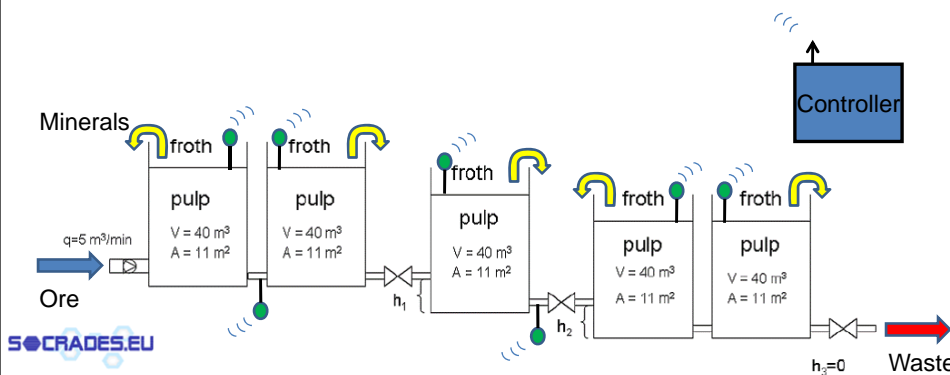 Controller
Minerals
froth
froth
froth
froth
froth
pulp
V = 40 m³
A = 11 m²
pulp
V = 40 m³
A = 11 m²
pulp
V = 40 m³
A = 11 m²
pulp
V = 40 m³
A = 11 m²
pulp
V = 40 m³
A = 11 m²
q=5 m³/min
Ore
h₁
h₂
h₃=0
Waste
SOCRADES.EU